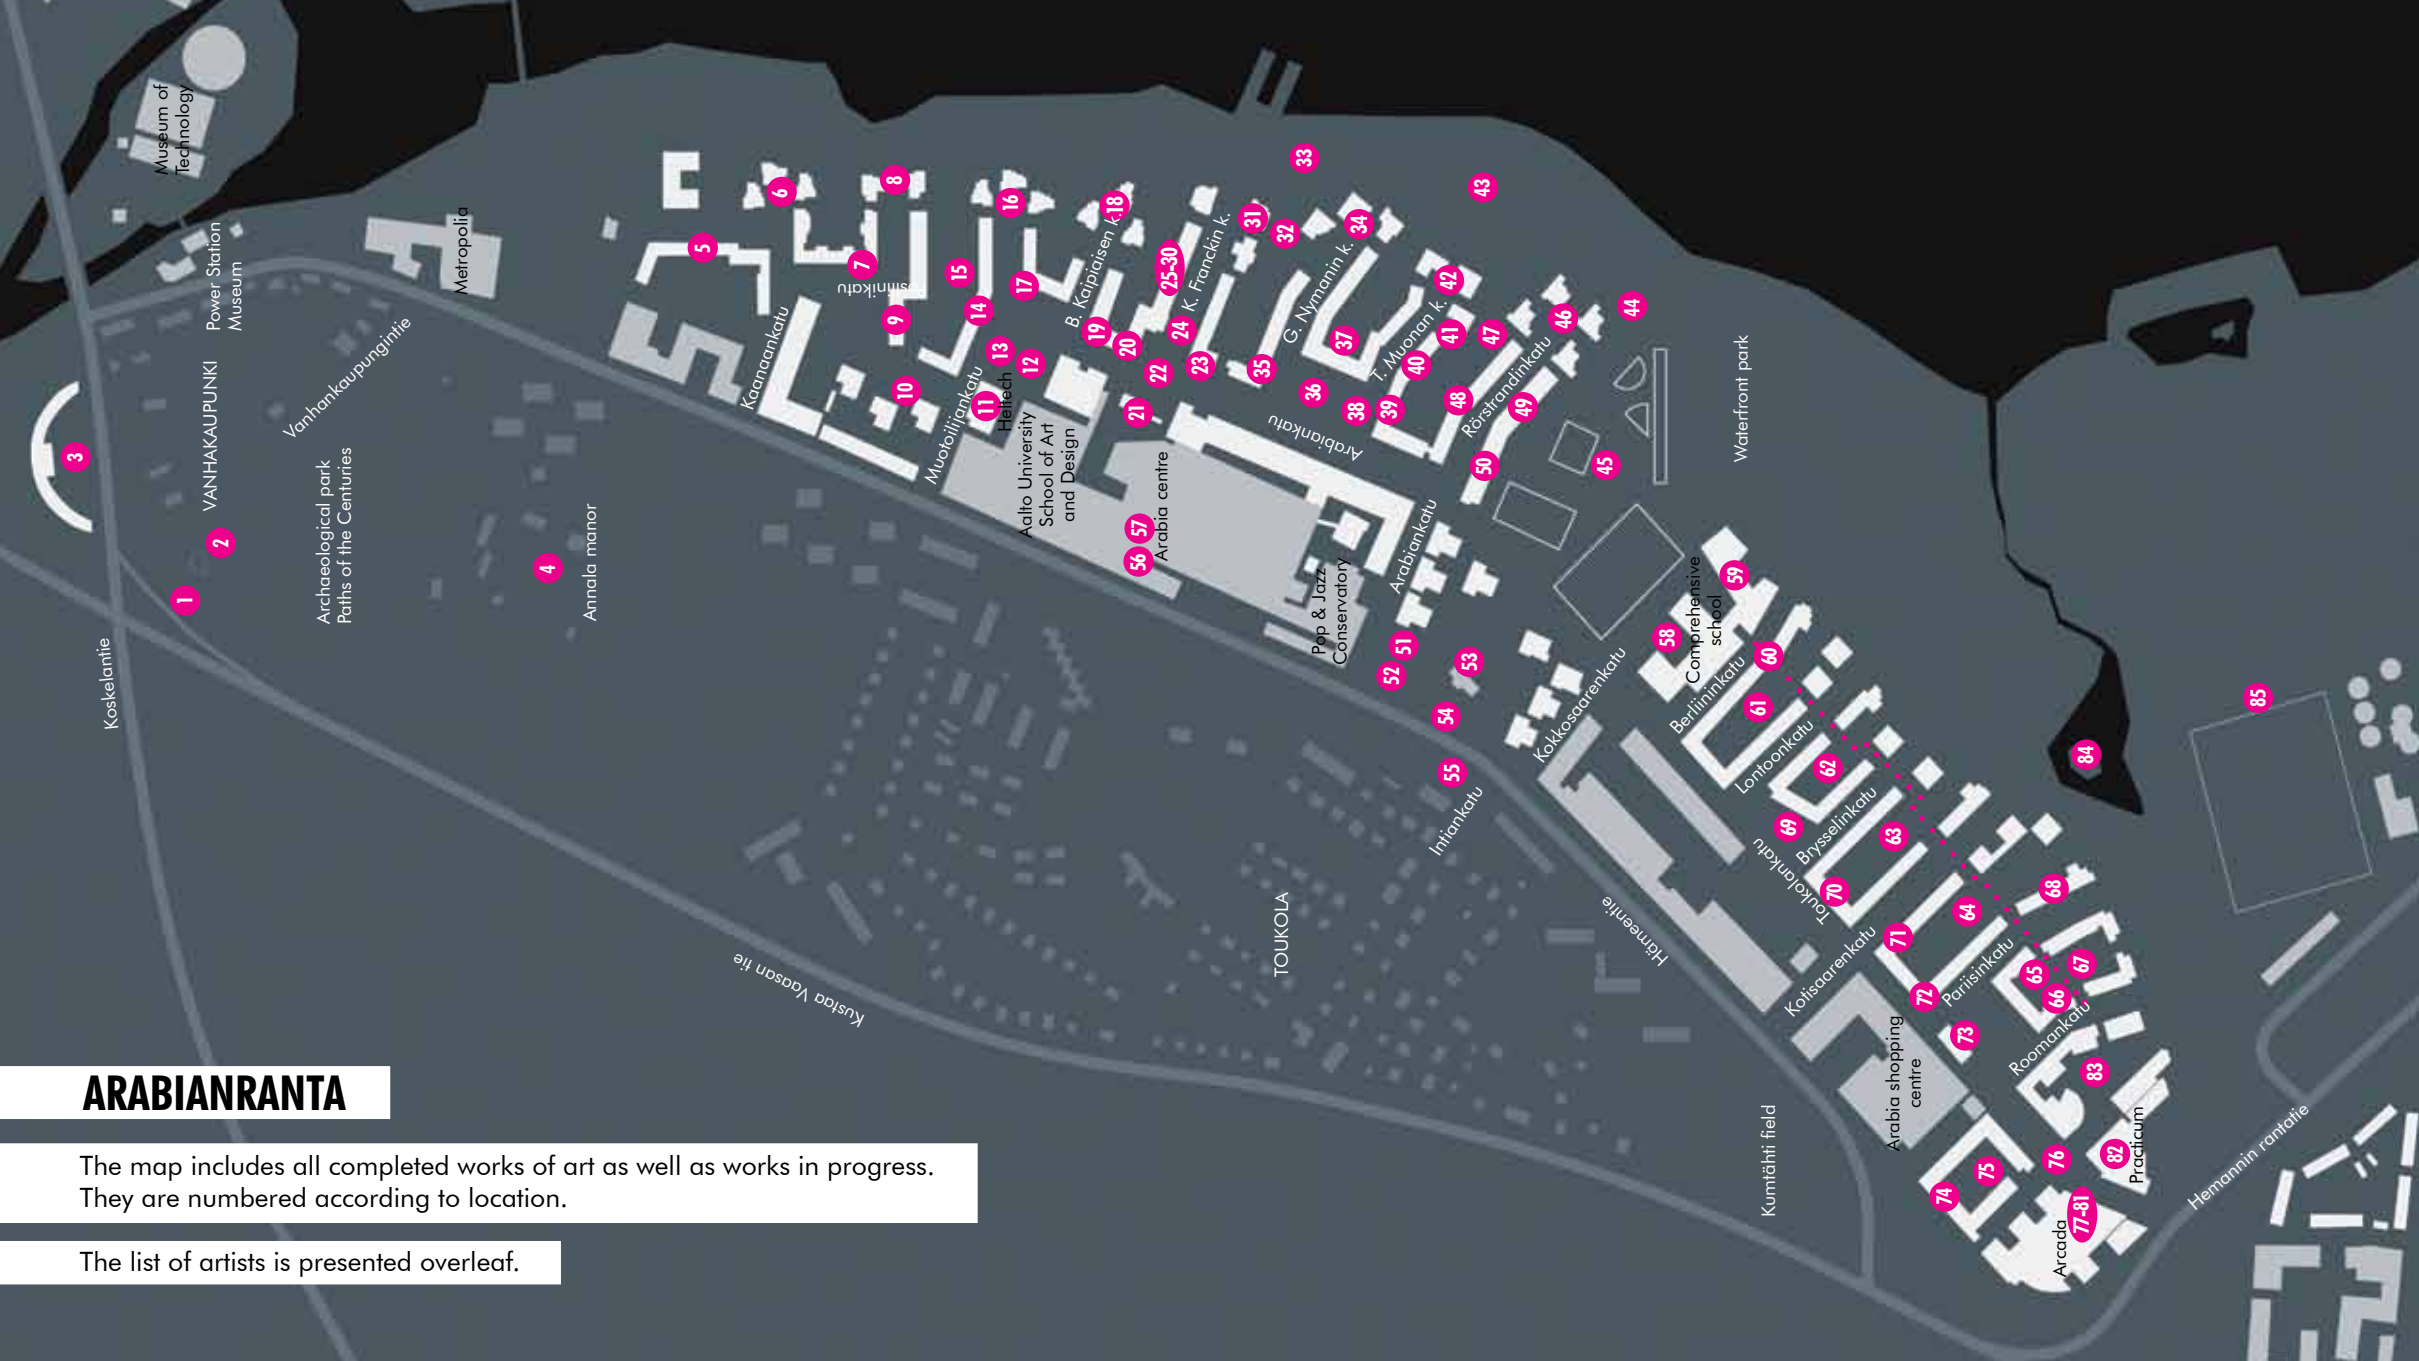 ARABIANRANTA
The map includes all completed works of art as well as works in progress.
They are numbered according to location.
The list of artists is presented overleaf.
Museum of
Technology
Power Station
Museum
Metropolia
VANHAKAUPUNKI
Vanhankaupungintie
Archaeological park
Paths of the Centuries
Annala manor
Koskelantie
Kustaa Vaasan tie
Kaanaankatu
Posliinikatu
Muotoilijankatu
Heltech
Aalto University
School of Art
and Design
Arabia centre
Pop & Jazz
Conservatory
B. Kaipiaisen k.
K. Franckin k.
G. Nymanin k.
T. Muonan k.
Rörstrandinkatu
Arabiankatu
Arabiankatu
Waterfront park
Comprehensive
school
Kokkosaarenkatu
Berliininkatu
Lontoonkatu
Brysselinkatu
Toukolankatu
Kotisaarenkatu
Pariisinkatu
Roomankatu
Intiankatu
TOUKOLA
Hämeentie
Arabia shopping
centre
Kumtähti field
Practicum
Arcada
Hemannin rantatie
1
2
3
4
5
6
7
8
9
10
11
12
13
14
15
16
17
18
19
20
21
22
23
24
25-30
31
32
33
34
35
36
37
38
39
40
41
42
43
44
45
46
47
48
49
50
51
52
53
54
55
56
57
58
59
60
61
62
63
64
65
66
67
68
69
70
71
72
73
74
75
76
77-81
82
83
84
85